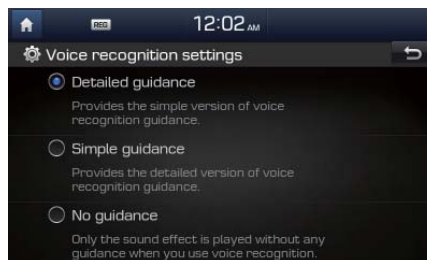 REG 12:02 AM
Voice recognition settings
Detailed guidance
Provides the simple version of voice
recognition guidance.
Simple guidance
Provides the detailed version of voice
recognition guidance.
No guidance
Only the sound effect is played without any
guidance when you use voice recognition.